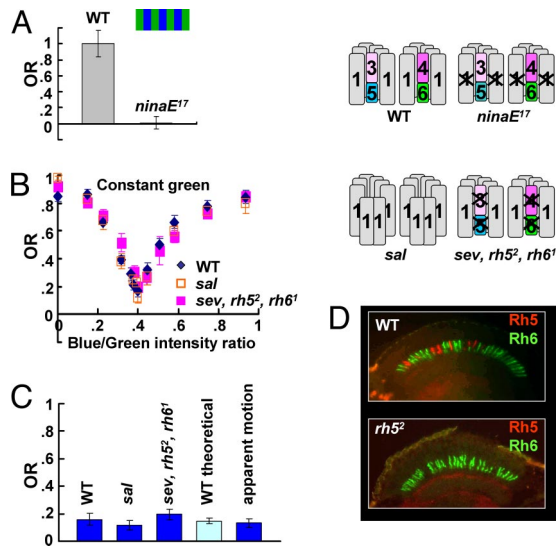 A
WT
ninaE¹⁷
OR
1
.8
.6
.4
.2
0
1 3 1 4 1
5 6
WT
1 3 1 4 1
5 6
ninaE¹⁷
B
Constant green
OR
1
.8
.6
.4
.2
0
WT
sal
sev, rh5², rh6¹
0 .2 .4 .6 .8 1
Blue/Green intensity ratio
1 1 1 1 1 1 1
sal
1 3 1 4 1
5 6
sev, rh5², rh6¹
C
OR
1
.8
.6
.4
.2
0
WT
sal
sev, rh5², rh6¹
WT theoretical
apparent motion
D
WT
Rh5
Rh6
rh5²
Rh5
Rh6